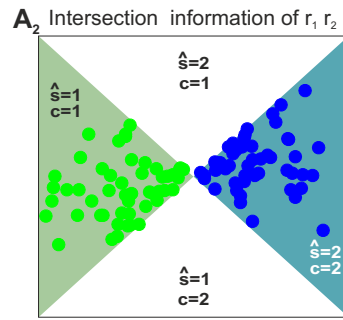 A₂ Intersection information of r₁ r₂
ŝ=2
c=1
ŝ=1
c=1
ŝ=2
c=2
ŝ=1
c=2